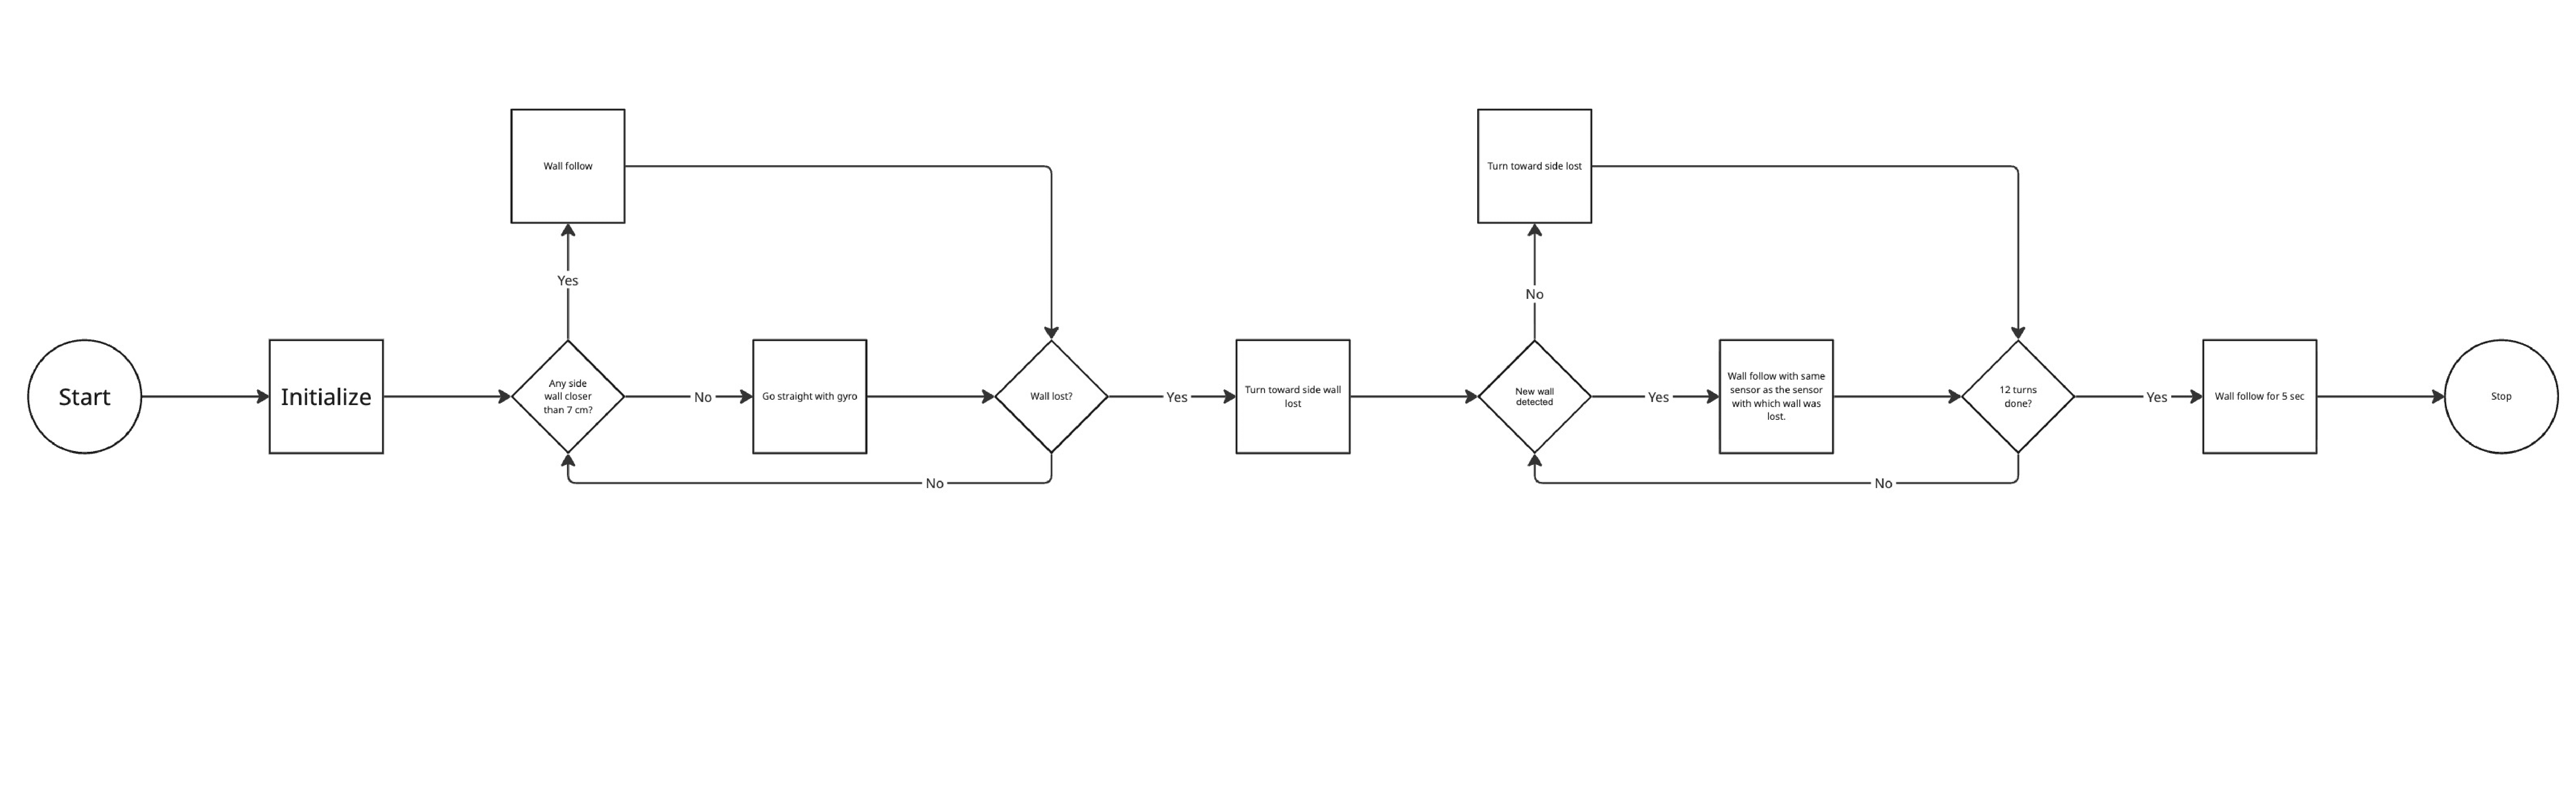 Start
Initialize
Any side
wall closer
than 7 cm?
Yes
Wall follow
No
Go straight with gyro
Wall lost?
No
Yes
Turn toward side wall
lost
New wall
detected
No
Turn toward side lost
Yes
Wall follow with same
sensor as the sensor
with which wall was
lost.
12 turns
done?
No
Yes
Wall follow for 5 sec
Stop